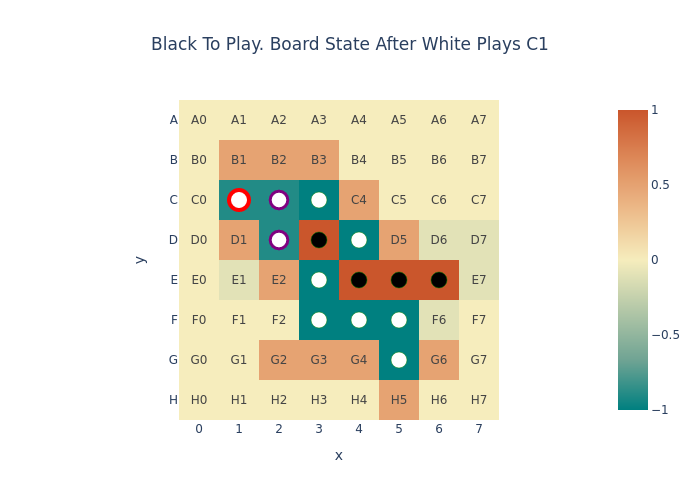 Black To Play. Board State After White Plays C1
A A0 A1 A2 A3 A4 A5 A6 A7
B B0 B1 B2 B3 B4 B5 B6 B7
C C0 C4 C5 C6 C7
D D0 D1 D5 D6 D7
E E0 E1 E2 E7
F F0 F1 F2 F6 F7
G G0 G1 G2 G3 G4 G6 G7
H H0 H1 H2 H3 H4 H5 H6 H7
0 1 2 3 4 5 6 7
x
y
1
0.5
0
−0.5
−1